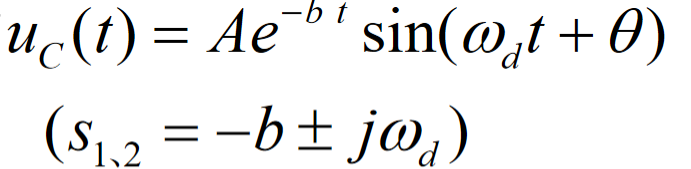 u_C(t) = Ae^{-b t} sin(ω_d t + θ)
(s_{1、2} = -b ± jω_d)